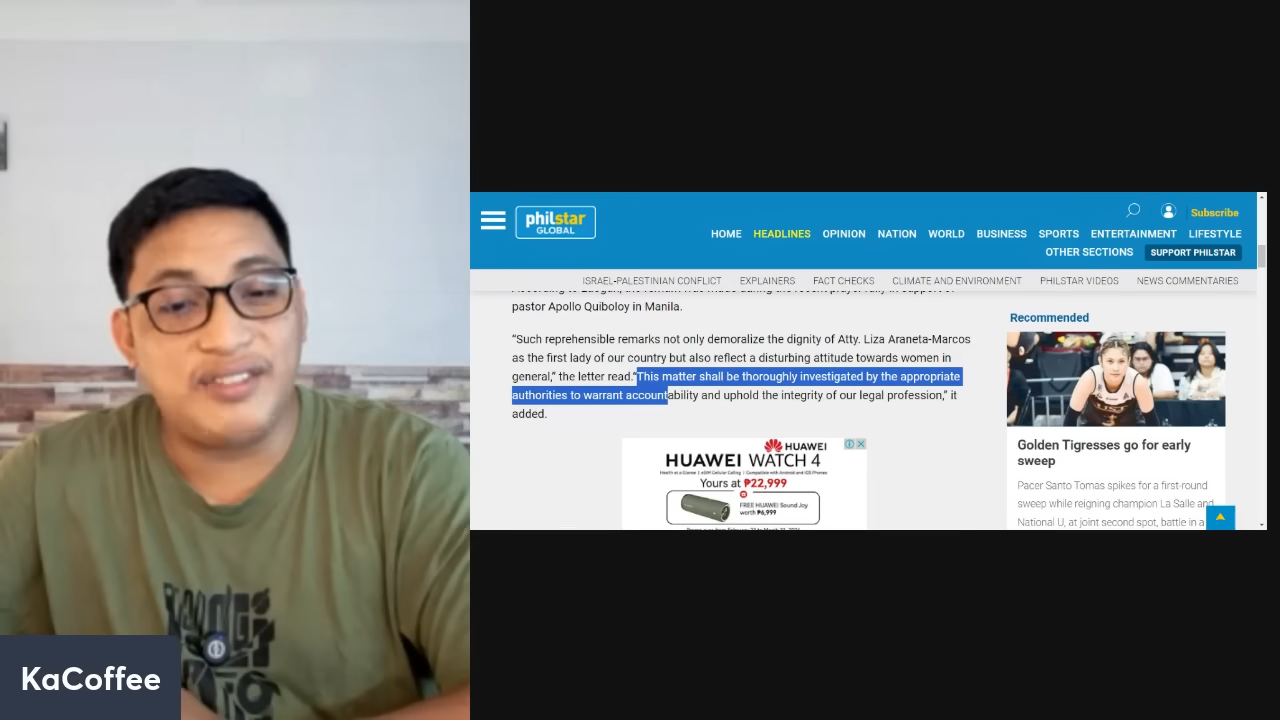 KaCoffee
philstar
GLOBAL
Subscribe
HOME HEADLINES OPINION NATION WORLD BUSINESS SPORTS ENTERTAINMENT LIFESTYLE
OTHER SECTIONS SUPPORT PHILSTAR
ISRAEL-PALESTINIAN CONFLICT EXPLAINERS FACT CHECKS CLIMATE AND ENVIRONMENT PHILSTAR VIDEOS NEWS COMMENTARIES
pastor Apollo Quiboloy in Manila.
“Such reprehensible remarks not only demoralize the dignity of Atty. Liza Araneta-Marcos
as the first lady of our country but also reflect a disturbing attitude towards women in
general,” the letter read.“This matter shall be thoroughly investigated by the appropriate
authorities to warrant accountability and uphold the integrity of our legal profession,” it
added.
HUAWEI
HUAWEI WATCH 4
Yours at ₱22,999
FREE HUAWEI Sound Joy
worth ₱6,999
Recommended
Golden Tigresses go for early
sweep
Pacer Santo Tomas spikes for a first-round
sweep while reigning champion La Salle and
National U, at joint second spot, battle in a